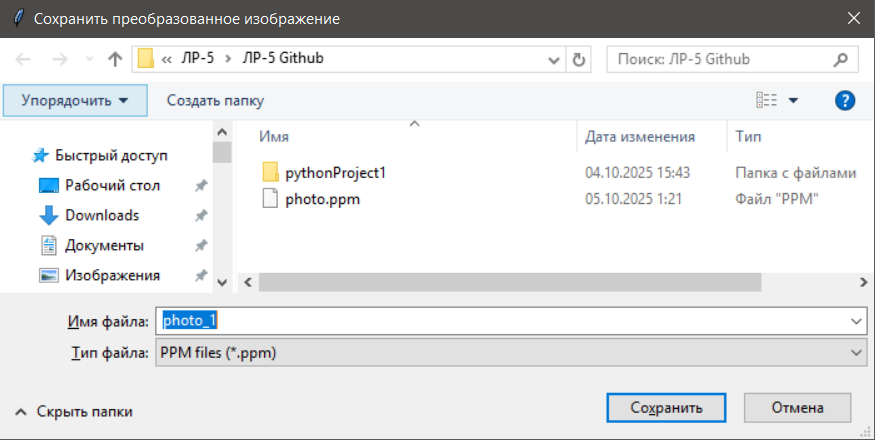 Сохранить преобразованное изображение
« ЛР-5 › ЛР-5 Github
Поиск: ЛР-5 Github
Упорядочить Создать папку
?
Имя Дата изменения Тип
Быстрый доступ
Рабочий стол
Downloads
Документы
Изображения
pythonProject1 04.10.2025 15:43 Папка с файлами
photo.ppm 05.10.2025 1:21 Файл "PPM"
Имя файла: photo_1
Тип файла: PPM files (*.ppm)
Скрыть папки
Сохранить Отмена